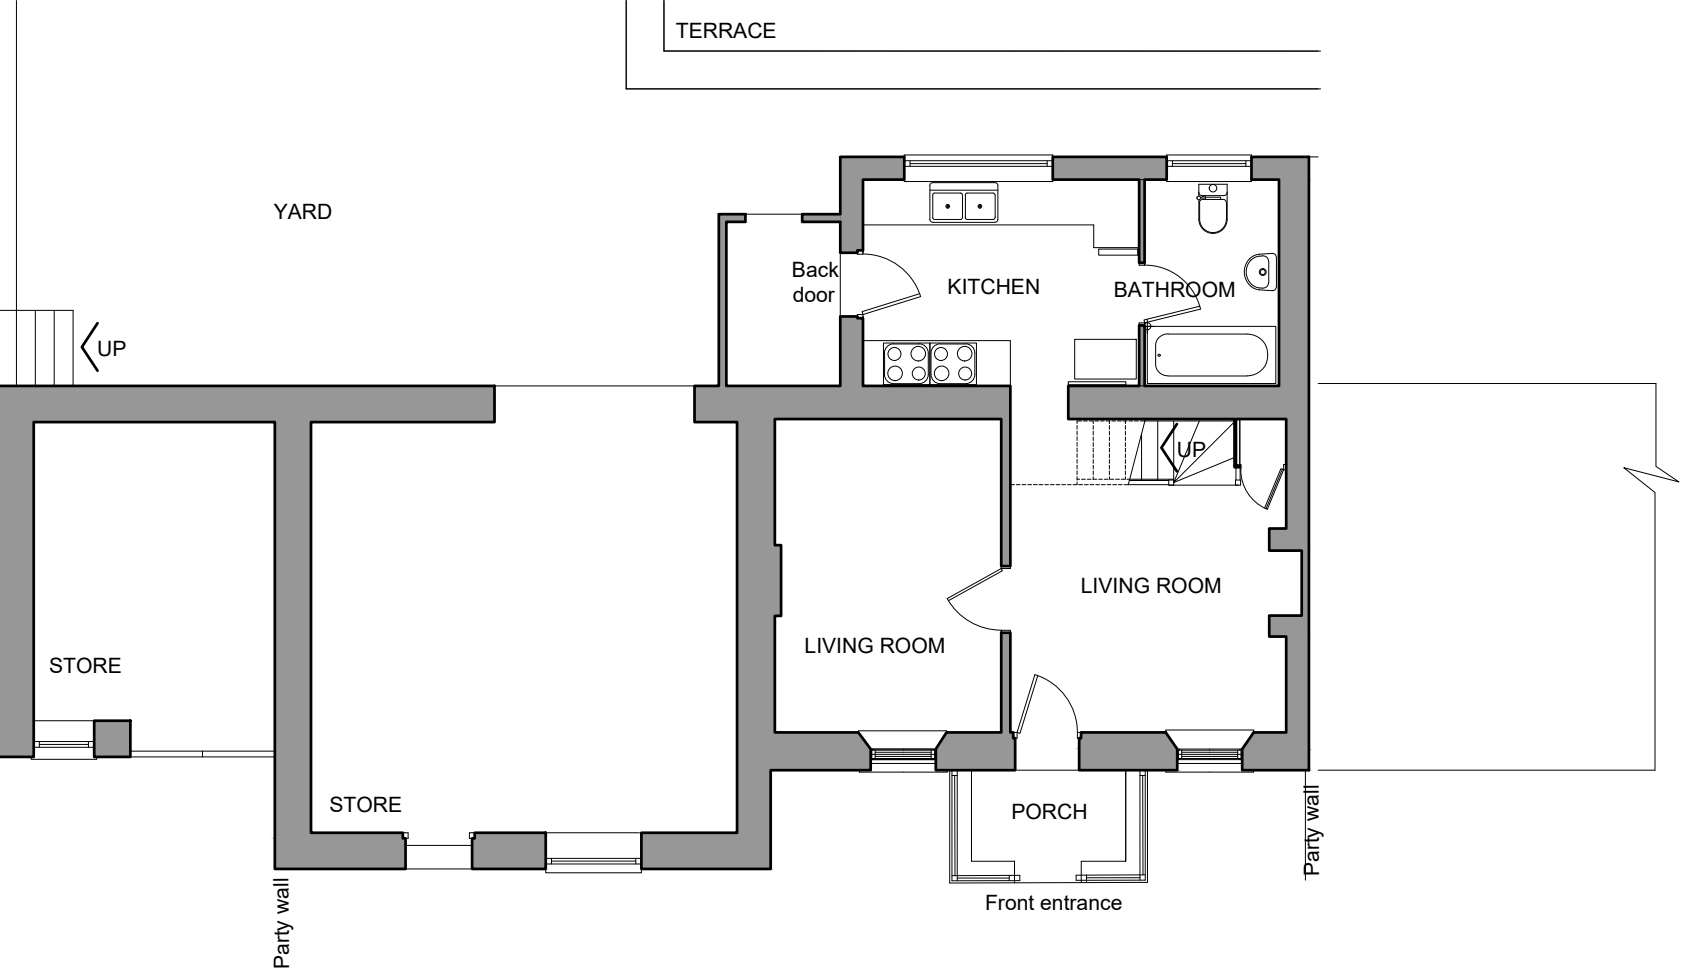 TERRACE
YARD
Back
door
KITCHEN
BATHROOM
UP
UP
LIVING ROOM
LIVING ROOM
STORE
STORE
PORCH
Party wall
Front entrance
Party wall